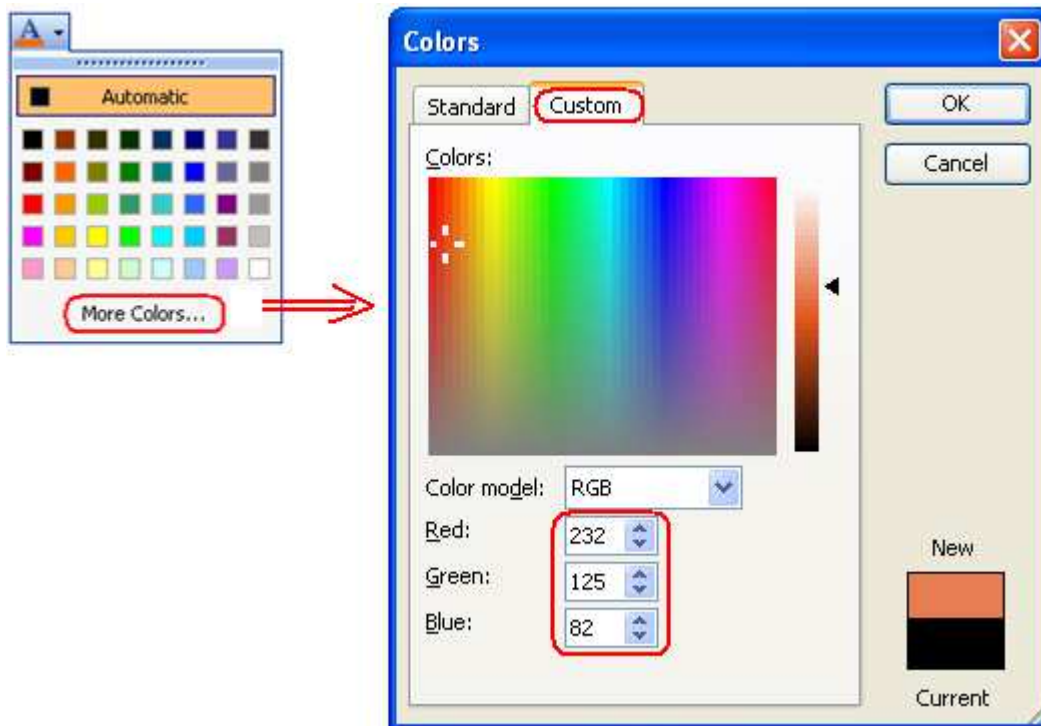 A
Automatic
More Colors...
Colors
Standard
Custom
OK
Cancel
Colors:
Color model:
RGB
Red:
232
Green:
125
Blue:
82
New
Current